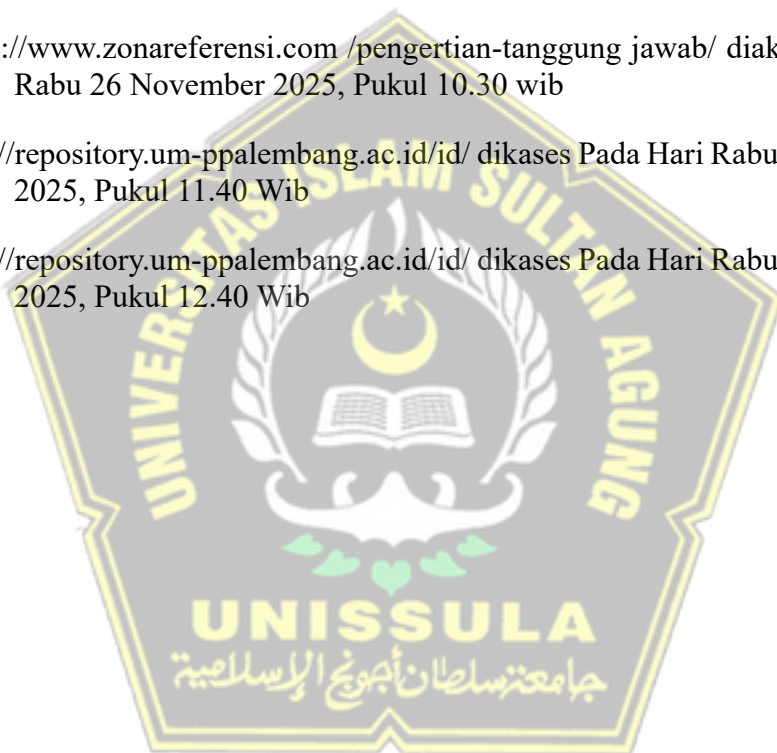 ://www.zonareferensi.com /pengertian-tanggung jawab/ diak
Rabu 26 November 2025, Pukul 10.30 wib
//repository.um-ppalembang.ac.id/id/ dikases Pada Hari Rabu
2025, Pukul 11.40 Wib
//repository.um-ppalembang.ac.id/id/ dikases Pada Hari Rabu
2025, Pukul 12.40 Wib
UNIVERSITAS ISLAM SULTAN AGUNG
UNISSULA
جامعة سلطان أجونج الإسلامية